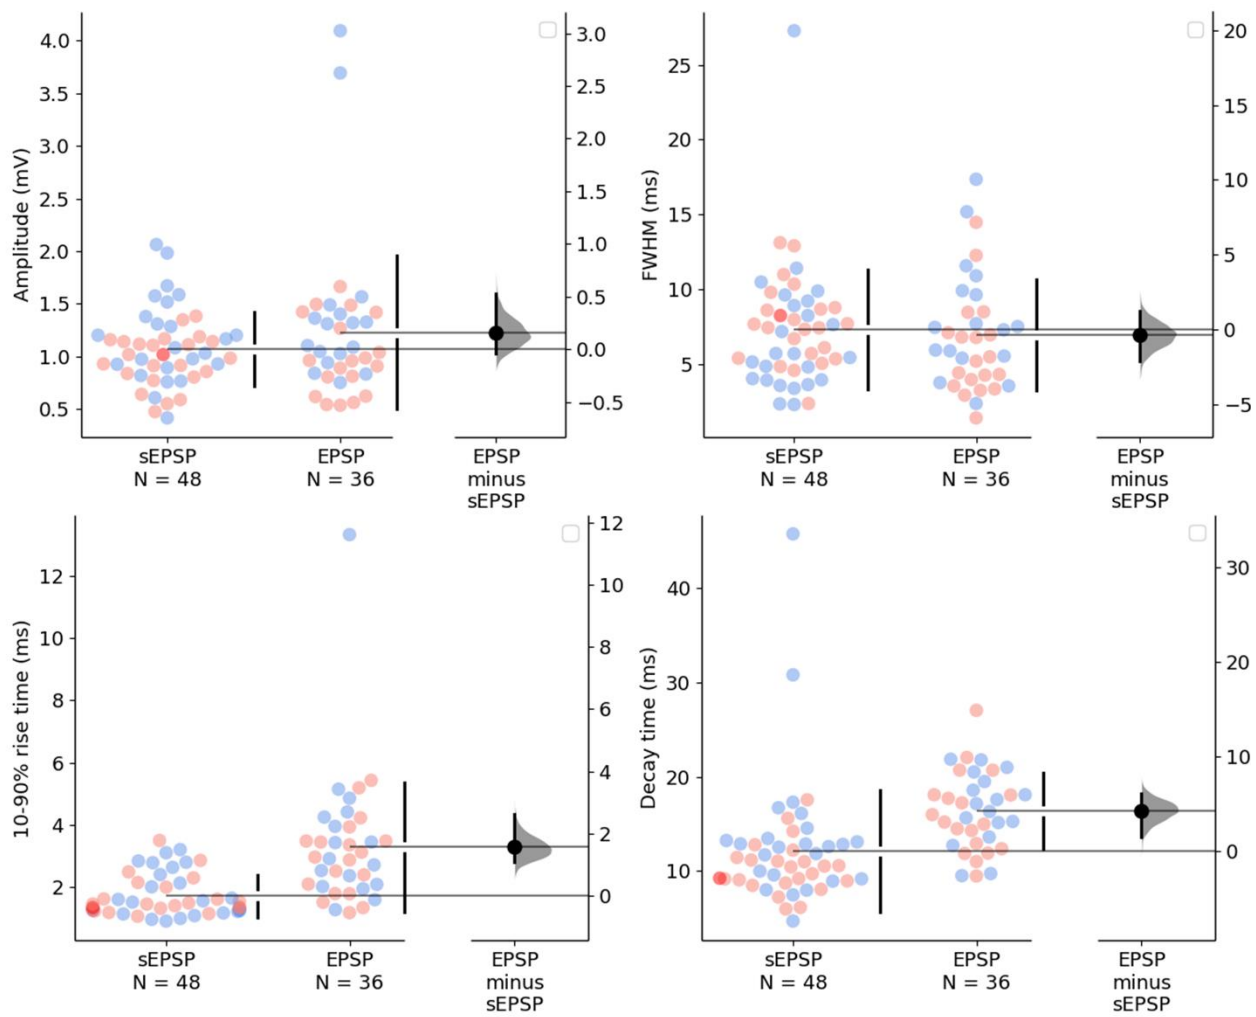 Amplitude (mV)
4.0
3.5
3.0
2.5
2.0
1.5
1.0
0.5
3.0
2.5
2.0
1.5
1.0
0.5
0.0
−0.5
sEPSP
N = 48
EPSP
N = 36
EPSP
minus
sEPSP
FWHM (ms)
25
20
15
10
5
20
15
10
5
0
−5
sEPSP
N = 48
EPSP
N = 36
EPSP
minus
sEPSP
10-90% rise time (ms)
12
10
8
6
4
2
12
10
8
6
4
2
0
sEPSP
N = 48
EPSP
N = 36
EPSP
minus
sEPSP
Decay time (ms)
40
30
20
10
30
20
10
0
sEPSP
N = 48
EPSP
N = 36
EPSP
minus
sEPSP